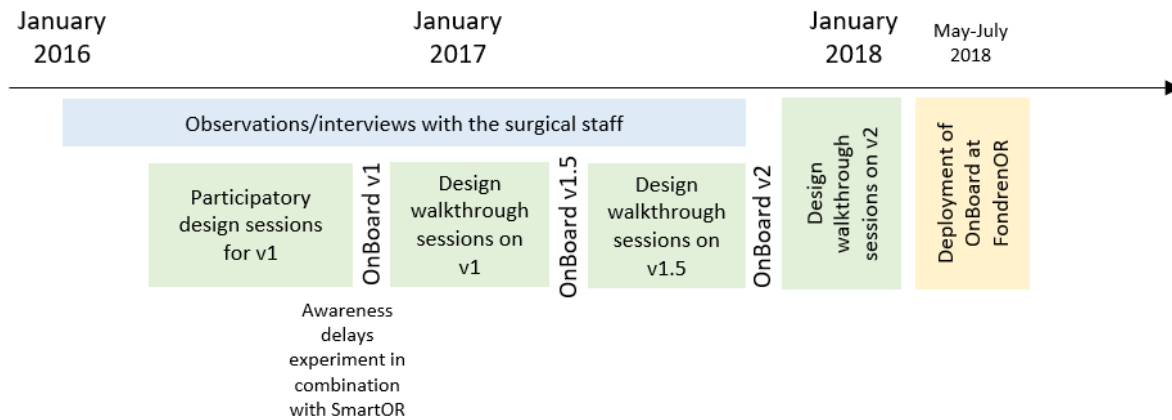 January
2016
January
2017
January
2018
May-July
2018
Observations/interviews with the surgical staff
Participatory
design sessions
for v1
OnBoard v1
Design
walkthrough
sessions on
v1
OnBoard v1.5
Design
walkthrough
sessions on
v1.5
OnBoard v2
Design
walkthrough
sessions on v2
Deployment of
OnBoard at
FondrenOR
Awareness
delays
experiment in
combination
with SmartOR